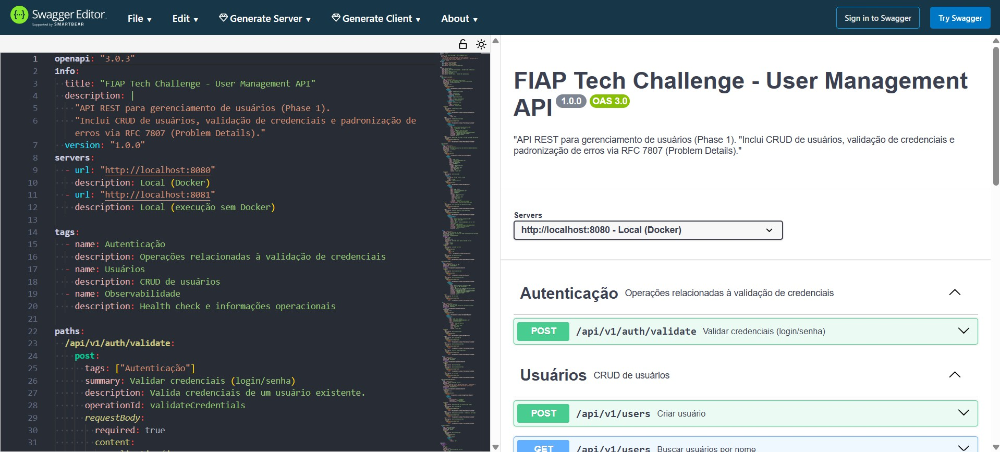 Swagger Editor.
Supported by SMARTBEAR
File
Edit
Generate Server
Generate Client
About
Sign in to Swagger
Try Swagger
1 openapi: "3.0.3"
2 info:
3 title: "FIAP Tech Challenge - User Management API"
4 description: |
5 "API REST para gerenciamento de usuários (Phase 1).
6 "Inclui CRUD de usuários, validação de credenciais e padronização de
erros via RFC 7807 (Problem Details)."
7 version: "1.0.0"
8 servers:
9 - url: "http://localhost:8080"
10 description: Local (Docker)
11 - url: "http://localhost:8081"
12 description: Local (execução sem Docker)
13
14 tags:
15 - name: Autenticação
16 description: Operações relacionadas à validação de credenciais
17 - name: Usuários
18 description: CRUD de usuários
19 - name: Observabilidade
20 description: Health check e informações operacionais
21
22 paths:
23 /api/v1/auth/validate:
24 post:
25 tags: ["Autenticação"]
26 summary: Validar credenciais (login/senha)
27 description: Valida credenciais de um usuário existente.
28 operationId: validateCredentials
29 requestBody:
30 required: true
31 content:
FIAP Tech Challenge - User Management
API 1.0.0 OAS 3.0
"API REST para gerenciamento de usuários (Phase 1). "Inclui CRUD de usuários, validação de credenciais e
padronização de erros via RFC 7807 (Problem Details)."
Servers
http://localhost:8080 - Local (Docker)
Autenticação Operações relacionadas à validação de credenciais
POST /api/v1/auth/validate Validar credenciais (login/senha)
Usuários CRUD de usuários
POST /api/v1/users Criar usuário
GET /api/v1/users Buscar usuários por nome